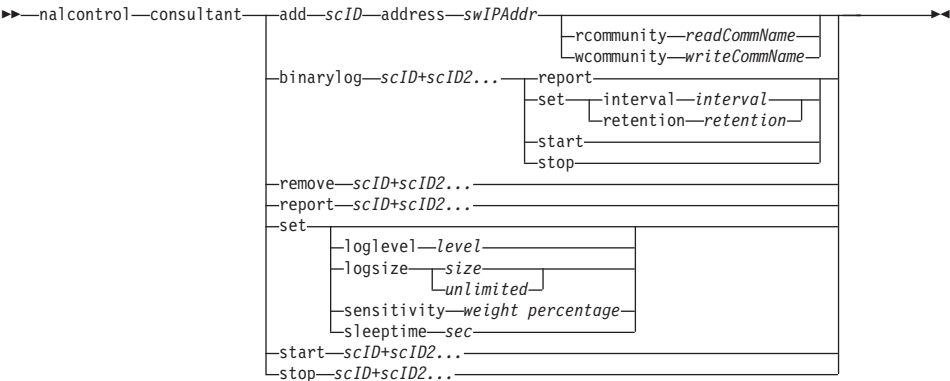 nalcontrol consultant add scID address swIPAddr
rcommunity readCommName
wcommunity writeCommName
binarylog scID+scID2... report
set interval interval
retention retention
start
stop
remove scID+scID2...
report scID+scID2...
set
loglevel level
logsize size
unlimited
sensitivity weight percentage
sleeptime sec
start scID+scID2...
stop scID+scID2...